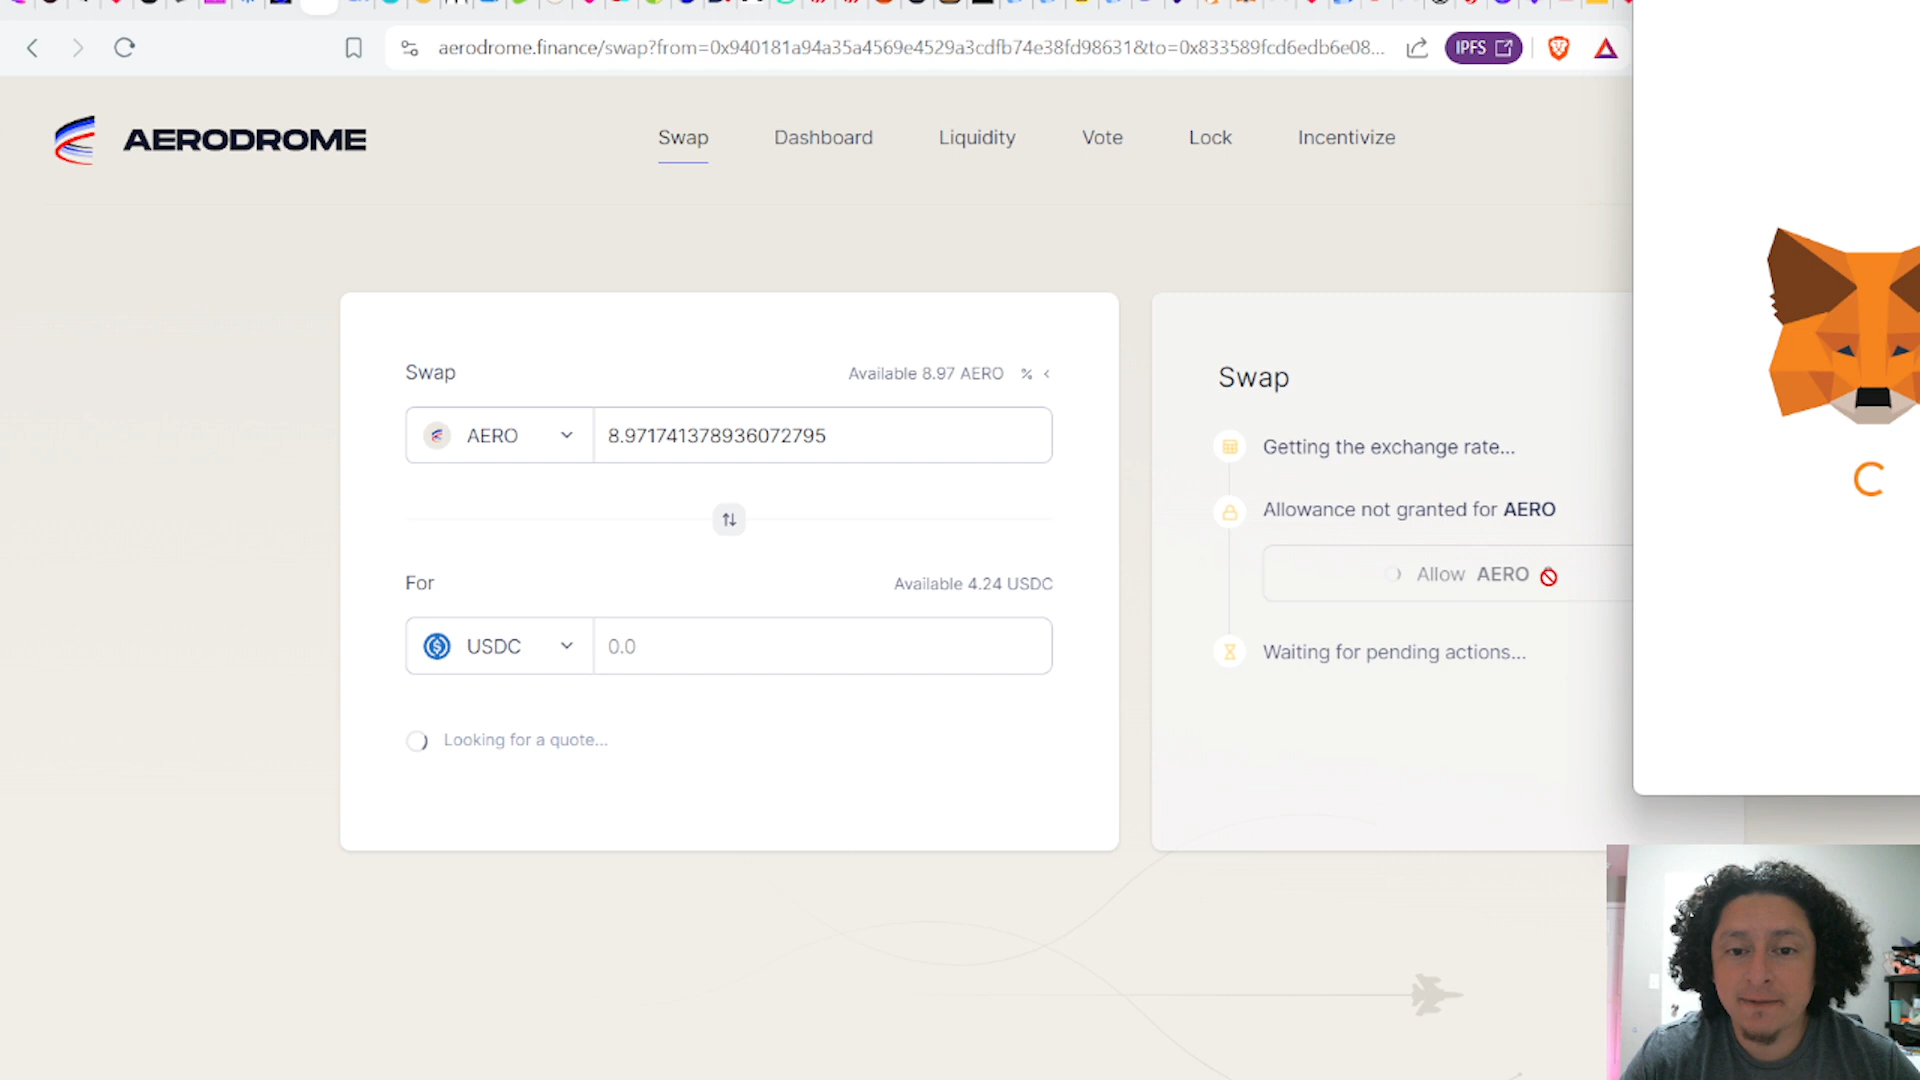 aerodrome.finance/swap?from=0x940181a94a35a4569e4529a3cdfb74e38fd98631&to=0x833589fcd6edb6e08...
IPFS
AERODROME
Swap
Dashboard
Liquidity
Vote
Lock
Incentivize
Swap
Available 8.97 AERO %
AERO
8.971741378936072795
For
Available 4.24 USDC
USDC
0.0
Looking for a quote...
Swap
Getting the exchange rate...
Allowance not granted for AERO
Allow AERO
Waiting for pending actions...